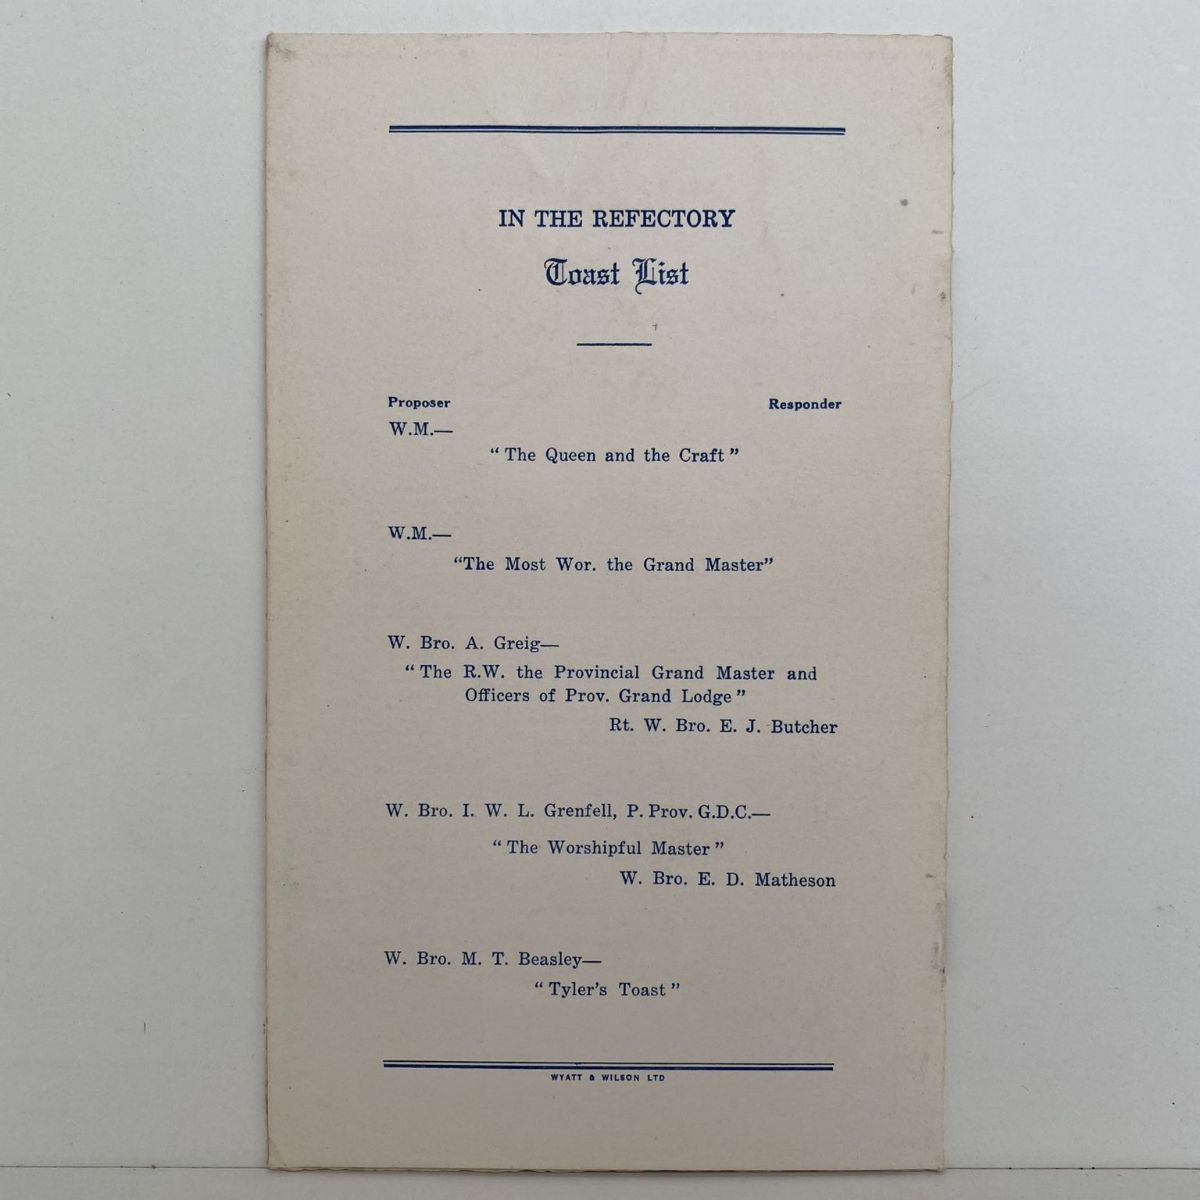 IN THE REFECTORY
Toast List
Proposer Responder
W.M.—
“ The Queen and the Craft ”
W.M.—
“The Most Wor. the Grand Master”
W. Bro. A. Greig—
“ The R.W. the Provincial Grand Master and
Officers of Prov. Grand Lodge ”
Rt. W. Bro. E. J. Butcher
W. Bro. I. W. L. Grenfell, P. Prov. G.D.C.—
“ The Worshipful Master ”
W. Bro. E. D. Matheson
W. Bro. M. T. Beasley—
“ Tyler's Toast ”
WYATT & WILSON LTD